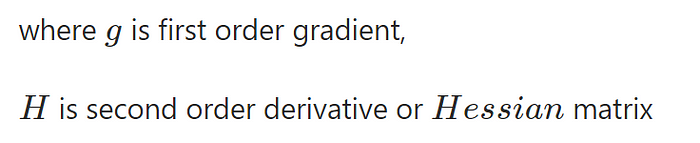 where g is first order gradient,
H is second order derivative or Hessian matrix